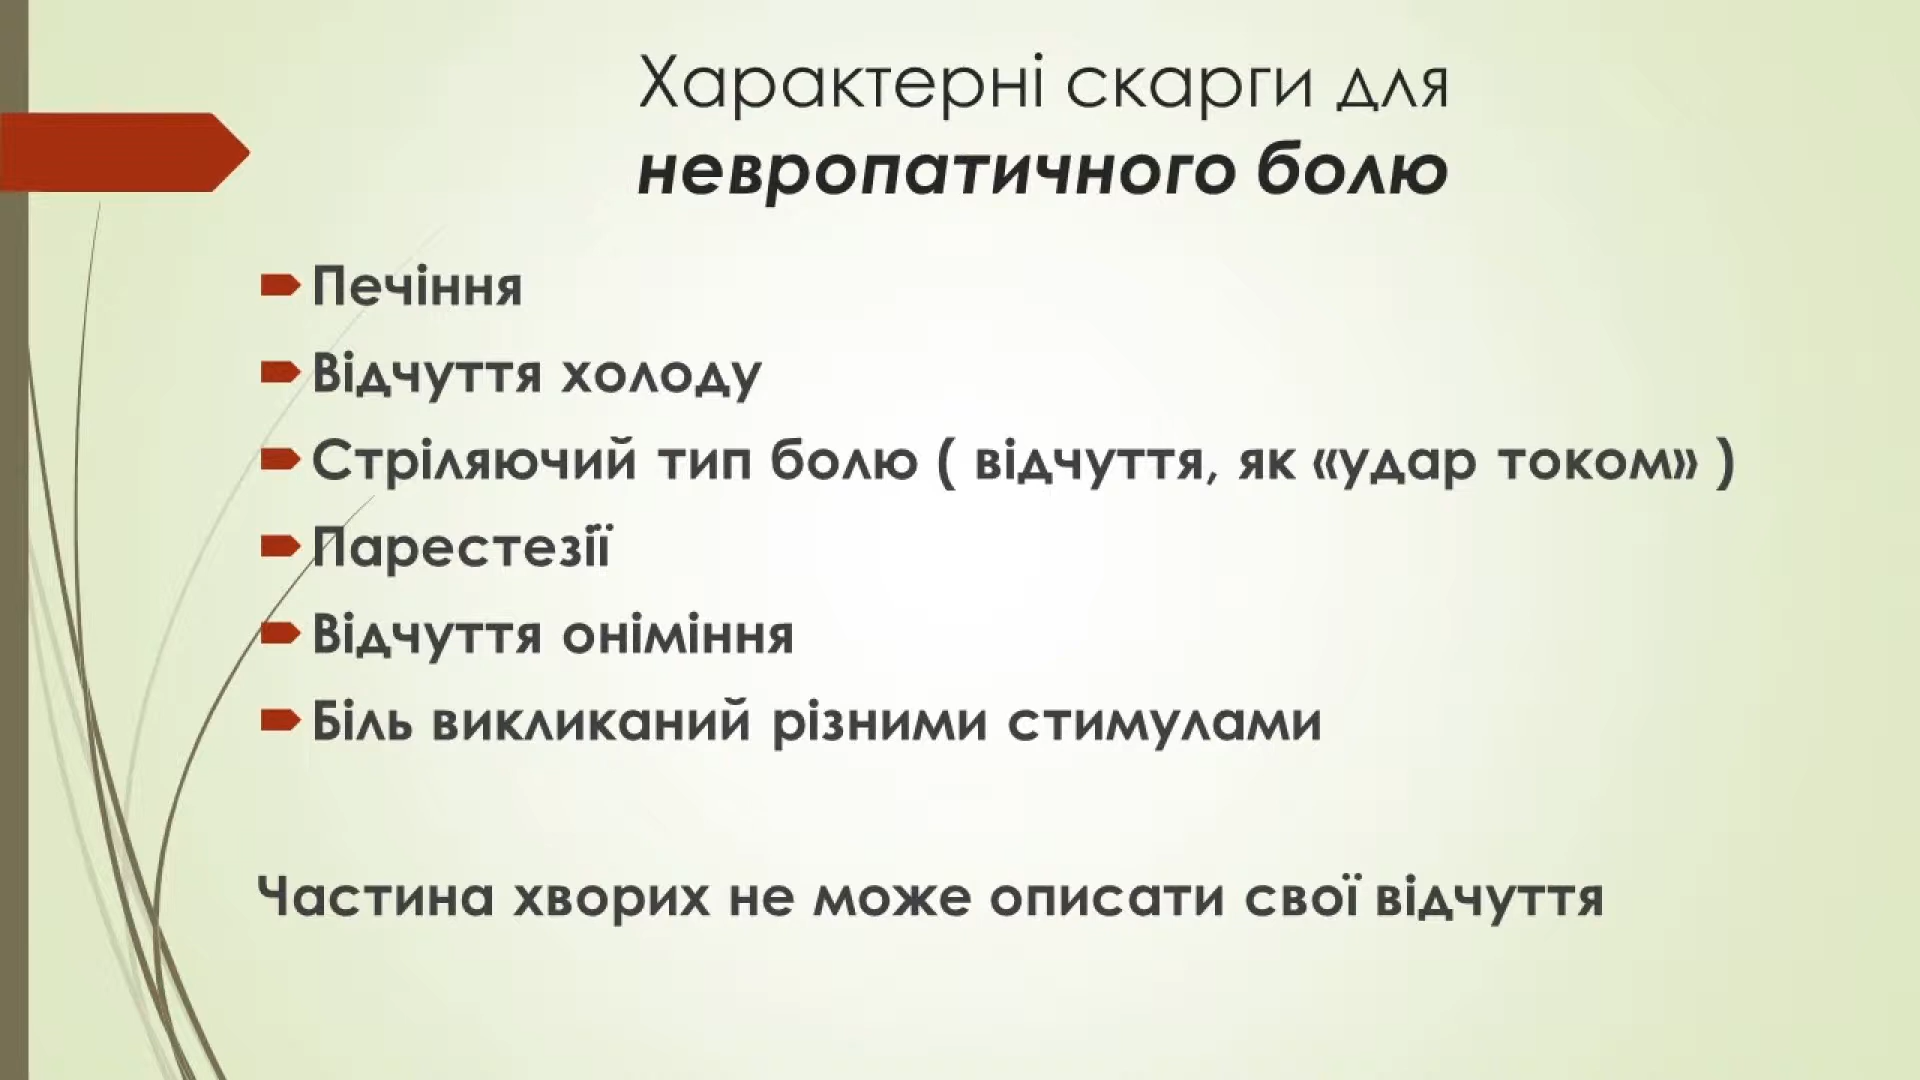 Характерні скарги для
невропатичного болю
Печіння
Відчуття холоду
Стріляючий тип болю ( відчуття, як «удар током» )
Парестезії
Відчуття оніміння
Біль викликаний різними стимулами
Частина хворих не може описати свої відчуття